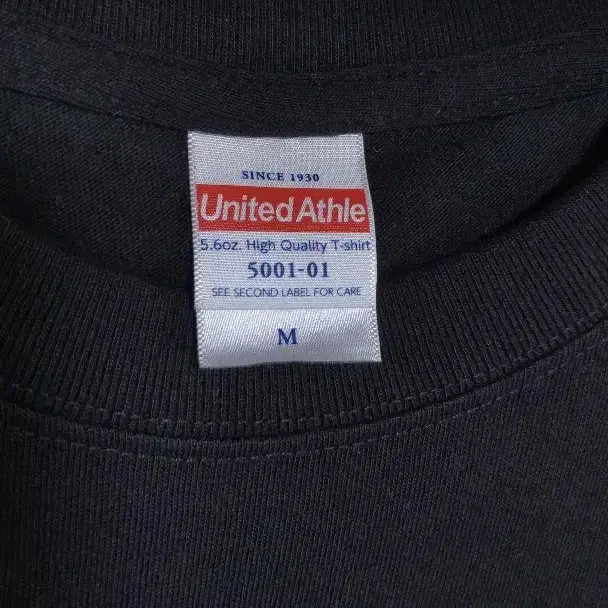 SINCE 1930
United Athle
5.6oz. High Quality T-shirt
5001-01
SEE SECOND LABEL FOR CARE
M